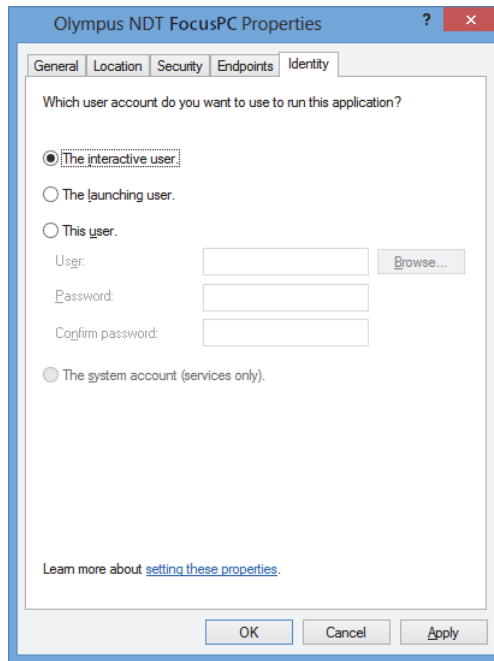 Olympus NDT FocusPC Properties
? ×
General Location Security Endpoints Identity
Which user account do you want to use to run this application?
The interactive user.
The launching user.
This user.
User:
Browse...
Password:
Confirm password:
The system account (services only).
Learn more about setting these properties.
OK Cancel Apply